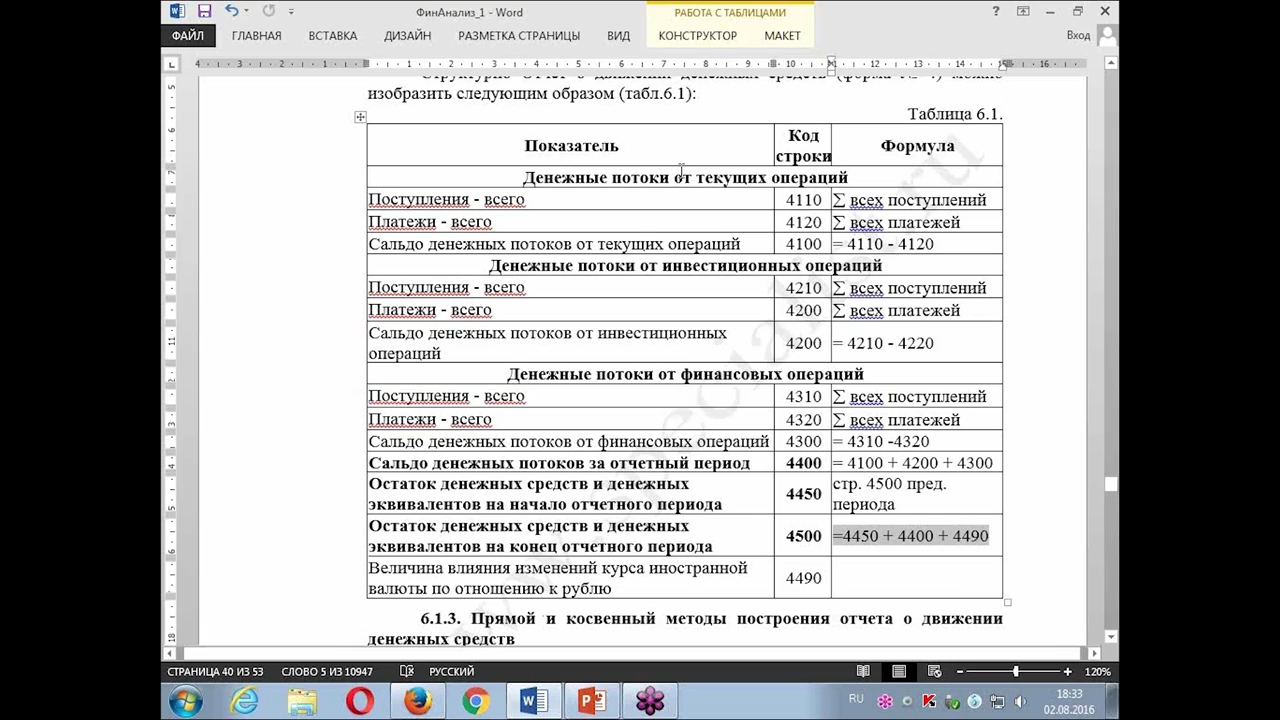 ФинАнализ_1 - Word
РАБОТА С ТАБЛИЦАМИ
ФАЙЛ ГЛАВНАЯ ВСТАВКА ДИЗАЙН РАЗМЕТКА СТРАНИЦЫ ВИД КОНСТРУКТОР МАКЕТ Вход
изобразить следующим образом (табл.6.1):
Таблица 6.1.
Показатель Код строки Формула
Денежные потоки от текущих операций
Поступления - всего 4110 ∑ всех поступлений
Платежи - всего 4120 ∑ всех платежей
Сальдо денежных потоков от текущих операций 4100 = 4110 - 4120
Денежные потоки от инвестиционных операций
Поступления - всего 4210 ∑ всех поступлений
Платежи - всего 4200 ∑ всех платежей
Сальдо денежных потоков от инвестиционных
операций 4200 = 4210 - 4220
Денежные потоки от финансовых операций
Поступления - всего 4310 ∑ всех поступлений
Платежи - всего 4320 ∑ всех платежей
Сальдо денежных потоков от финансовых операций 4300 = 4310 -4320
Сальдо денежных потоков за отчетный период 4400 = 4100 + 4200 + 4300
Остаток денежных средств и денежных
эквивалентов на начало отчетного периода 4450 стр. 4500 пред. периода
Остаток денежных средств и денежных
эквивалентов на конец отчетного периода 4500 =4450 + 4400 + 4490
Величина влияния изменений курса иностранной
валюты по отношению к рублю 4490
6.1.3. Прямой и косвенный методы построения отчета о движении
денежных средств
СТРАНИЦА 40 ИЗ 53 СЛОВО 5 ИЗ 10947 РУССКИЙ 120%
RU 18:33
02.08.2016